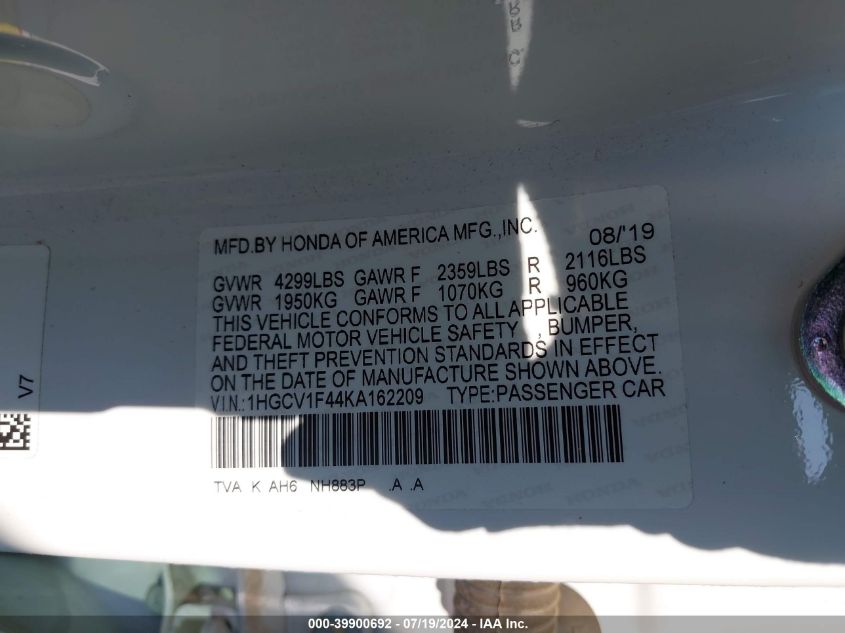 MFD.BY HONDA OF AMERICA MFG.,INC. 08/'19
GVWR 4299LBS GAWR F 2359LBS R 2116LBS
GVWR 1950KG GAWR F 1070KG R 960KG
THIS VEHICLE CONFORMS TO ALL APPLICABLE
FEDERAL MOTOR VEHICLE SAFETY , BUMPER,
AND THEFT PREVENTION STANDARDS IN EFFECT
ON THE DATE OF MANUFACTURE SHOWN ABOVE.
V.I.N.:1HGCV1F44KA162209 TYPE:PASSENGER CAR
TVA K AH6 NH883P .A .A
V7
000-39900692 - 07/19/2024 - IAA Inc.